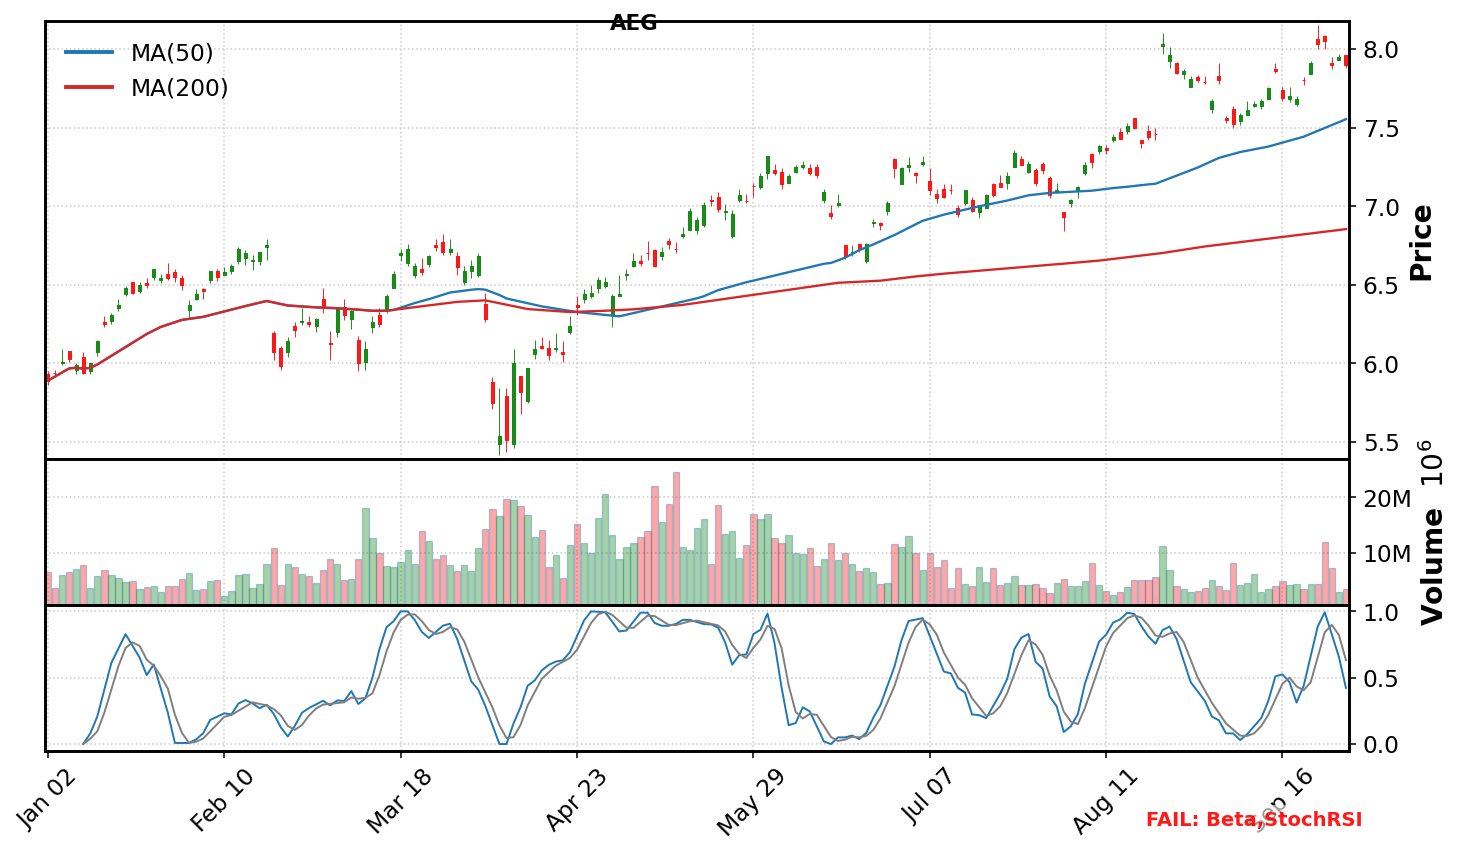 AEG
MA(50)
MA(200)
8.0
7.5
7.0
6.5
6.0
5.5
Price
20M
10M
Volume 10^6
1.0
0.5
0.0
Jan 02
Feb 10
Mar 18
Apr 23
May 29
Jul 07
Aug 11
Sep 16
FAIL: Beta,StochRSI